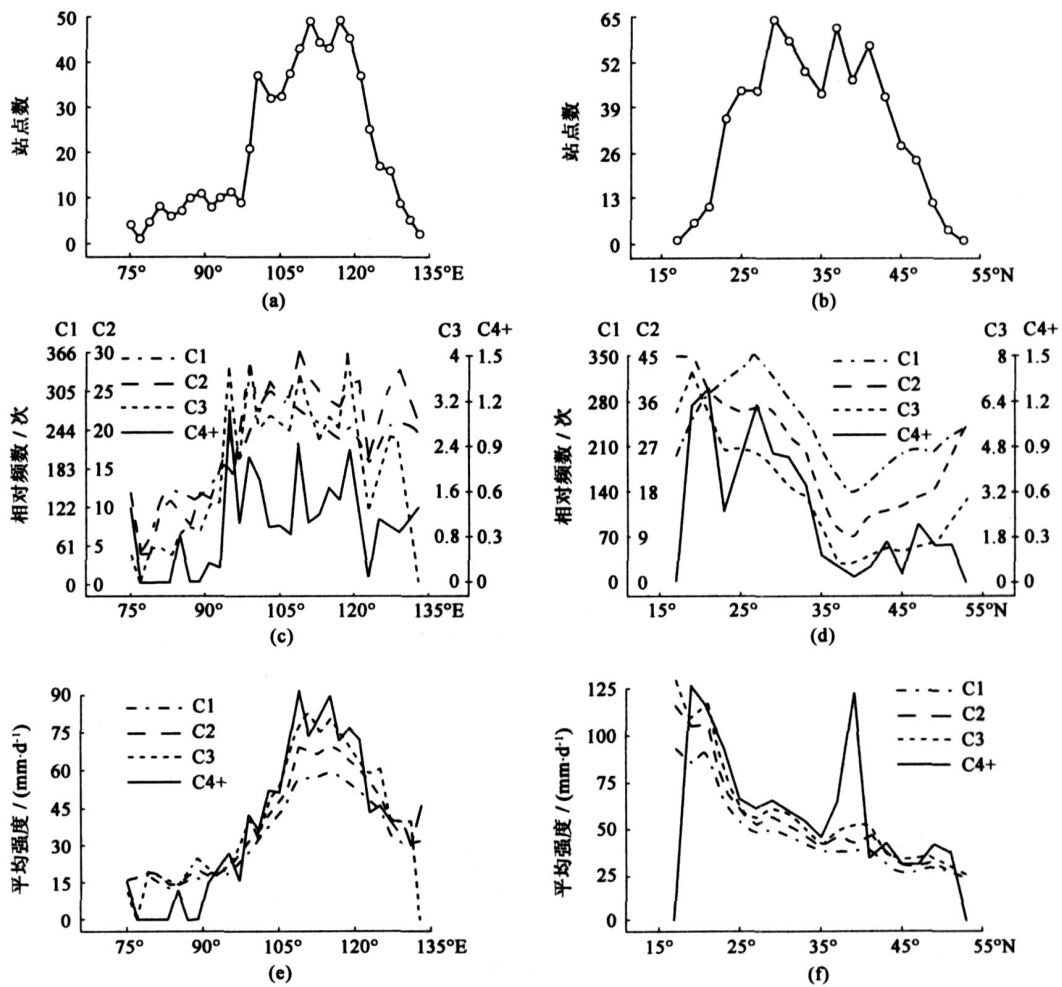 50
40
30
20
10
0
站点数
75° 90° 105° 120° 135°E
(a)
65
52
39
26
13
0
站点数
15° 25° 35° 45° 55°N
(b)
C1 C2 C3 C4+
366 30 4 1.5
305 25 3.2 1.2
244 20 2.4 0.9
183 15 1.6 0.6
122 10 0.8 0.3
61 5 0 0
0 0
相对频数 / 次
C1
C2
C3
C4+
75° 90° 105° 120° 135°E
(c)
C1 C2 C3 C4+
350 45 8 1.5
280 36 6.4 1.2
210 27 4.8 0.9
140 18 3.2 0.6
70 9 1.8 0.3
0 0 0 0
相对频数 / 次
C1
C2
C3
C4+
15° 25° 35° 45° 55°N
(d)
90
75
60
45
30
15
0
平均强度 / (mm·d⁻¹)
C1
C2
C3
C4+
75° 90° 105° 120° 135°E
(e)
125
100
75
50
25
0
平均强度 / (mm·d⁻¹)
C1
C2
C3
C4+
15° 25° 35° 45° 55°N
(f)